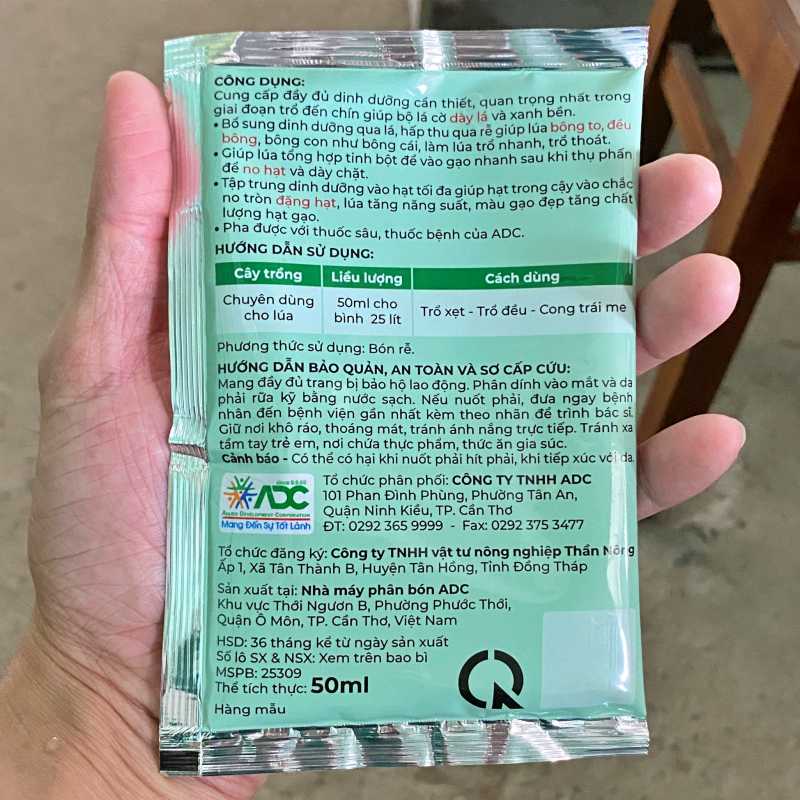 CÔNG DỤNG:
Cung cấp đầy đủ dinh dưỡng cần thiết, quan trọng nhất trong
giai đoạn trổ đến chín giúp bộ lá cờ dày lá và xanh bền.
• Bổ sung dinh dưỡng qua lá, hấp thu qua rễ giúp lúa bông to, đều
bông, bông con như bông cái, làm lúa trổ nhanh, trổ thoát.
• Giúp lúa tổng hợp tinh bột để vào gạo nhanh sau khi thụ phấn
để no hạt và dày chặt.
• Tập trung dinh dưỡng vào hạt tối đa giúp hạt trong cậy vào chắc
no tròn đặng hạt, lúa tăng năng suất, màu gạo đẹp tăng chất
lượng hạt gạo.
• Pha được với thuốc sâu, thuốc bệnh của ADC.
HƯỚNG DẪN SỬ DỤNG:
Cây trồng Liều lượng Cách dùng
Chuyên dùng cho lúa 50ml cho bình 25 lít Trổ xẹt - Trổ đều - Cong trái me
Phương thức sử dụng: Bón rễ.
HƯỚNG DẪN BẢO QUẢN, AN TOÀN VÀ SƠ CẤP CỨU:
Mang đầy đủ trang bị bảo hộ lao động. Phân dính vào mắt và da
phải rữa kỹ bằng nước sạch. Nếu nuốt phải, đưa ngay bệnh
nhân đến bệnh viện gần nhất kèm theo nhãn để trình bác sĩ.
Giữ nơi khô ráo, thoáng mát, tránh ánh nắng trực tiếp. Tránh xa
tầm tay trẻ em, nơi chứa thực phẩm, thức ăn gia súc.
Cảnh báo - Có thể có hại khi nuốt phải hít phải, khi tiếp xúc với da.
since 9.9.99
ADC
ALLIED DEVELOPMENT CORPORATION
Mang Đến Sự Tốt Lành
Tổ chức phân phối: CÔNG TY TNHH ADC
101 Phan Đình Phùng, Phường Tân An,
Quận Ninh Kiều, TP. Cần Thơ
ĐT: 0292 365 9999 - Fax: 0292 375 3477
Tổ chức đăng ký: Công ty TNHH vật tư nông nghiệp Thần Nông
Ấp 1, Xã Tân Thành B, Huyện Tân Hồng, Tỉnh Đồng Tháp
Sản xuất tại: Nhà máy phân bón ADC
Khu vực Thới Ngươn B, Phường Phước Thới,
Quận Ô Môn, TP. Cần Thơ, Việt Nam
HSD: 36 tháng kể từ ngày sản xuất
Số lô SX & NSX: Xem trên bao bì
MSPB: 25309
Thể tích thực: 50ml
Hàng mẫu